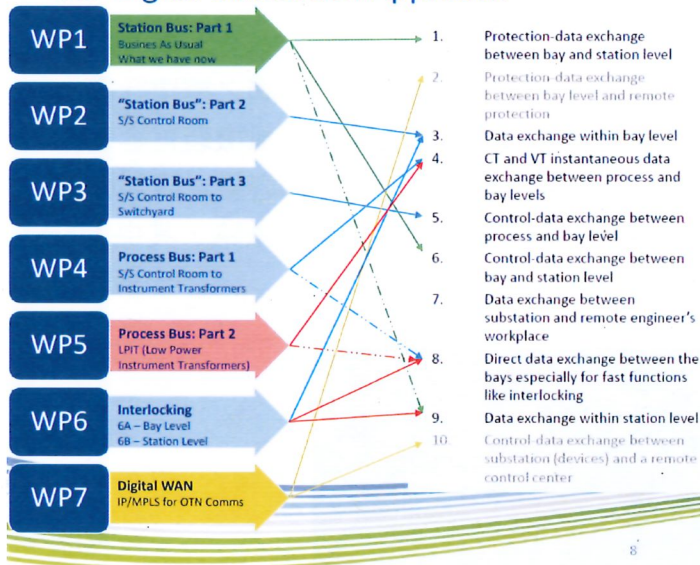 WP1
Station Bus: Part 1
Busines As Usual
What we have now
WP2
"Station Bus": Part 2
S/S Control Room
WP3
"Station Bus": Part 3
S/S Control Room to
Switchyard
WP4
Process Bus: Part 1
S/S Control Room to
Instrument Transformers
WP5
Process Bus: Part 2
LPIT (Low Power
Instrument Transformers)
WP6
Interlocking
6A – Bay Level
6B – Station Level
WP7
Digital WAN
IP/MPLS for OTN Comms
1. Protection-data exchange
between bay and station level
2. Protection-data exchange
between bay level and remote
protection
3. Data exchange within bay level
4. CT and VT instantaneous data
exchange between process and
bay levels
5. Control-data exchange between
process and bay level
6. Control-data exchange between
bay and station level
7. Data exchange between
substation and remote engineer's
workplace
8. Direct data exchange between the
bays especially for fast functions
like interlocking
9. Data exchange within station level
10. Control-data exchange between
substation (devices) and a remote
control center
8